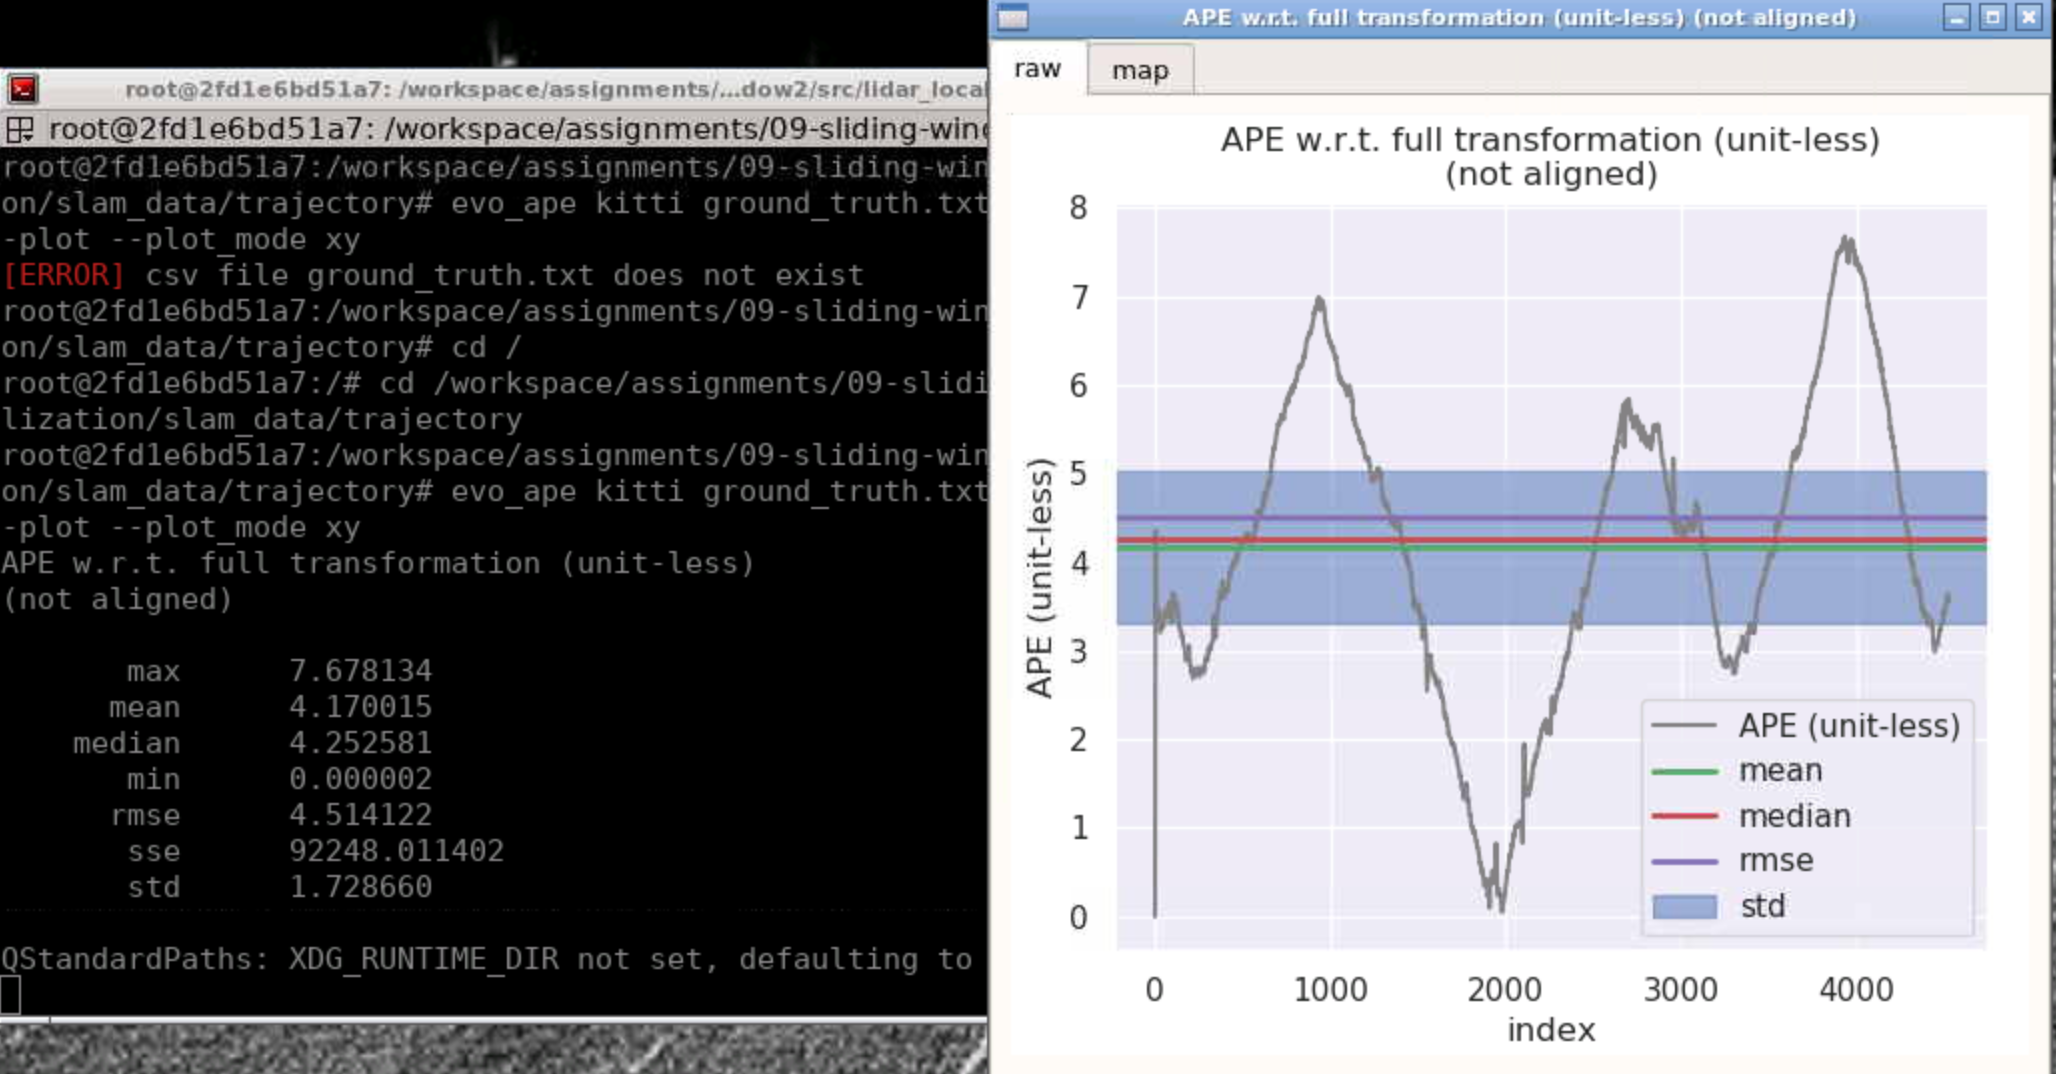 root@2fd1e6bd51a7: /workspace/assignments/...dow2/src/lidar_local
root@2fd1e6bd51a7: /workspace/assignments/09-sliding-wind
root@2fd1e6bd51a7:/workspace/assignments/09-sliding-win
on/slam_data/trajectory# evo_ape kitti ground_truth.txt
-plot --plot_mode xy
[ERROR] csv file ground_truth.txt does not exist
root@2fd1e6bd51a7:/workspace/assignments/09-sliding-win
on/slam_data/trajectory# cd /
root@2fd1e6bd51a7:/# cd /workspace/assignments/09-slidi
lization/slam_data/trajectory
root@2fd1e6bd51a7:/workspace/assignments/09-sliding-win
on/slam_data/trajectory# evo_ape kitti ground_truth.txt
-plot --plot_mode xy
APE w.r.t. full transformation (unit-less)
(not aligned)
max 7.678134
mean 4.170015
median 4.252581
min 0.000002
rmse 4.514122
sse 92248.011402
std 1.728660
QStandardPaths: XDG_RUNTIME_DIR not set, defaulting to
APE w.r.t. full transformation (unit-less) (not aligned)
raw map
APE w.r.t. full transformation (unit-less)
(not aligned)
APE (unit-less)
8
7
6
5
4
3
2
1
0
APE (unit-less)
mean
median
rmse
std
0 1000 2000 3000 4000
index